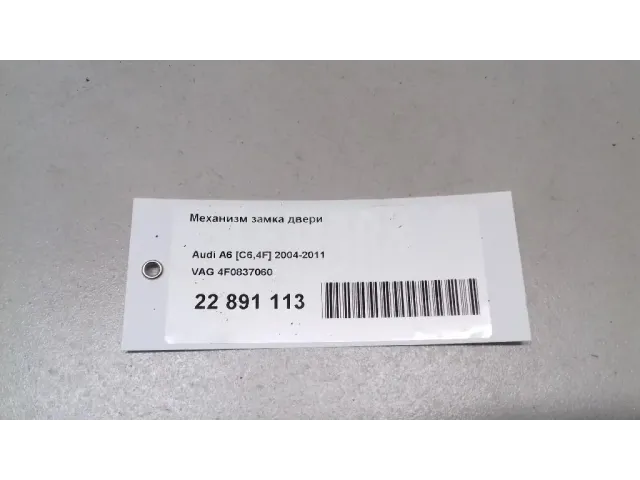 Механизм замка двери
Audi A6 [C6,4F] 2004-2011
VAG 4F0837060
22 891 113